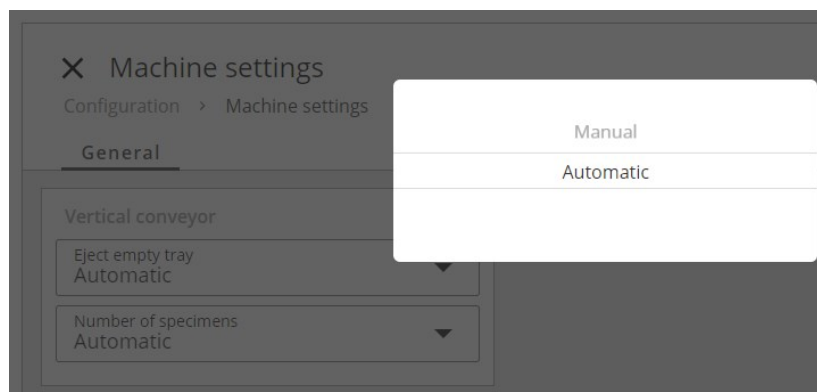 Machine settings
Configuration > Machine settings
General
Vertical conveyor
Eject empty tray
Automatic
Number of specimens
Automatic
Manual
Automatic